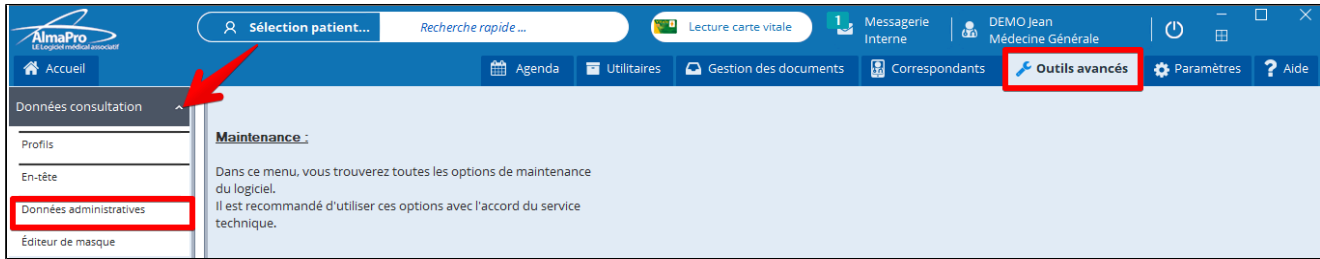 AlmaPro
LE Logiciel médical associatif
Sélection patient...
Recherche rapide ...
Lecture carte vitale
1
Messagerie
Interne
DEMO Jean
Médecine Générale
Accueil
Agenda
Utilitaires
Gestion des documents
Correspondants
Outils avancés
Paramètres
? Aide
Données consultation
Profils
En-tête
Données administratives
Éditeur de masque
Maintenance :
Dans ce menu, vous trouverez toutes les options de maintenance
du logiciel.
Il est recommandé d'utiliser ces options avec l'accord du service
technique.